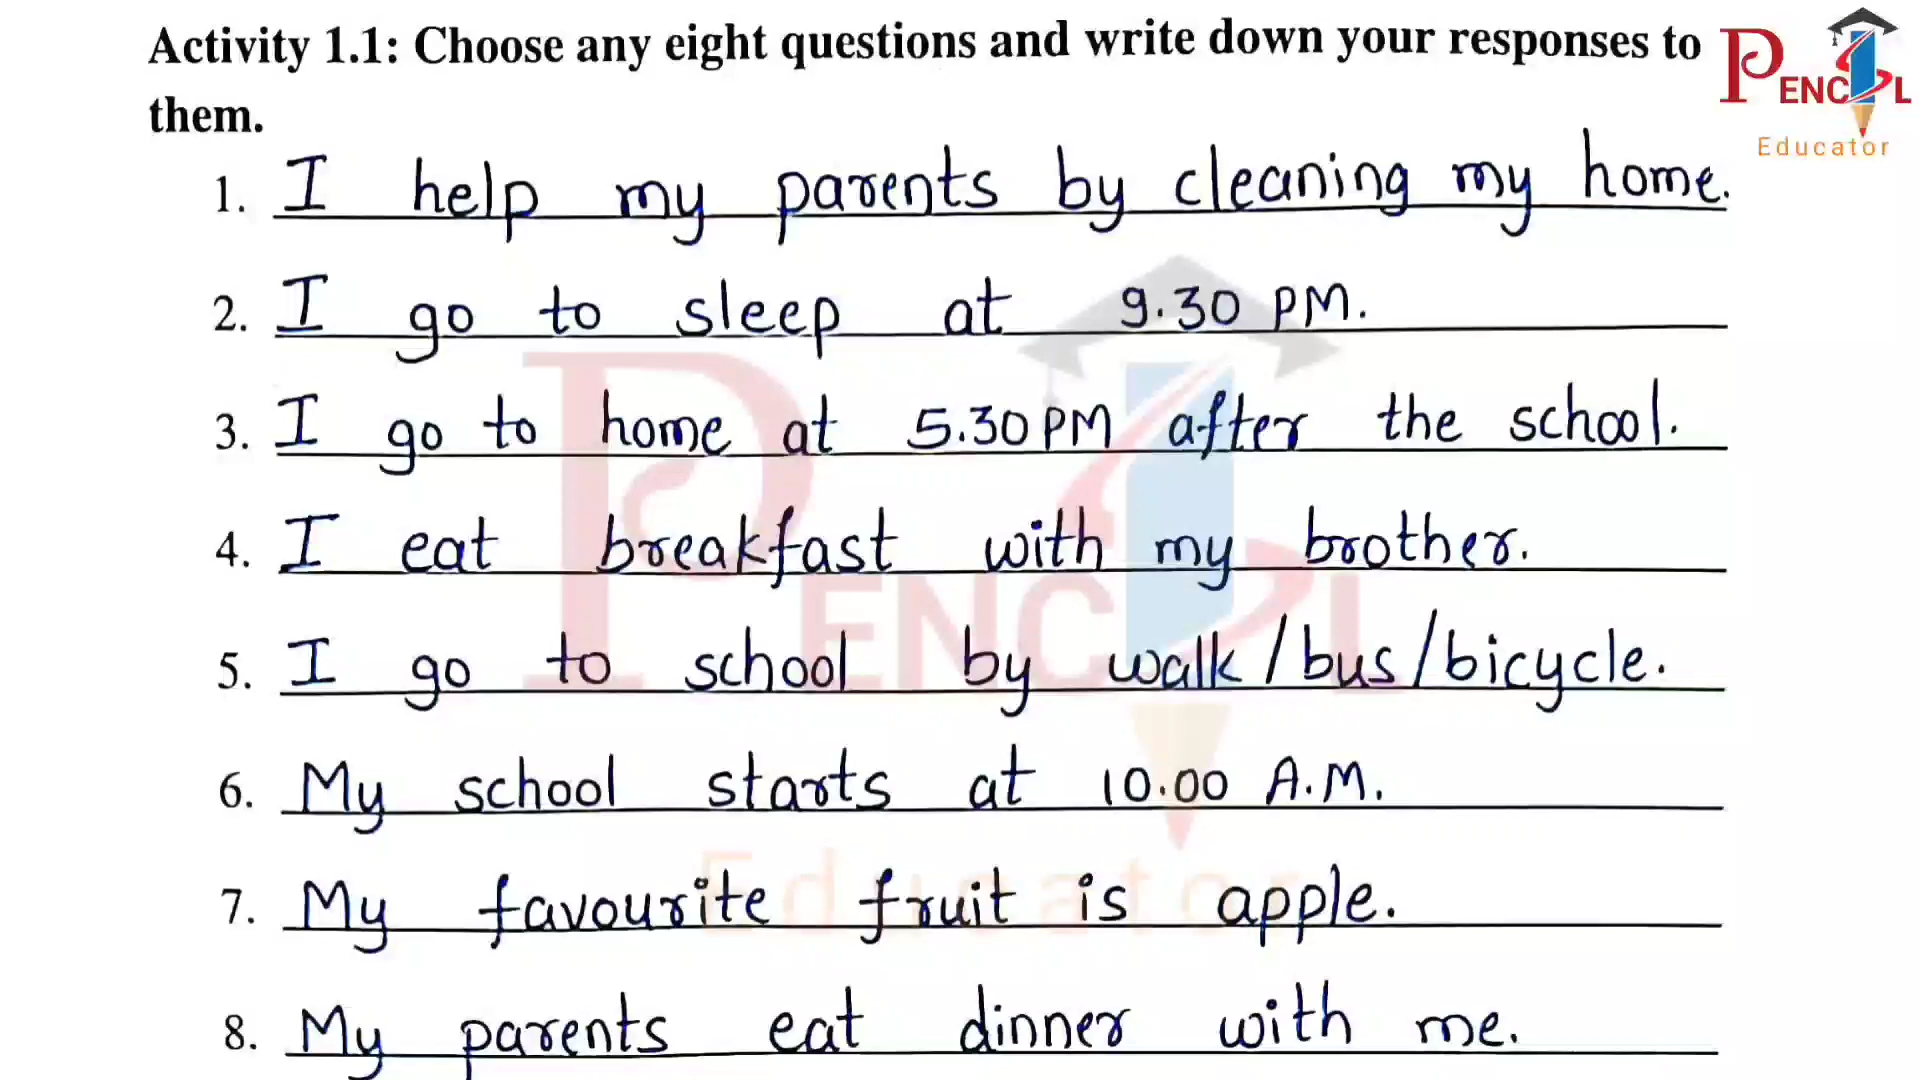 Activity 1.1: Choose any eight questions and write down your responses to
them.
PENCIL
Educator
1. I help my parents by cleaning my home.
2. I go to sleep at 9.30 PM.
3. I go to home at 5.30 PM after the school.
4. I eat breakfast with my brother.
5. I go to school by walk/bus/bicycle.
6. My school starts at 10.00 A.M.
7. My favourite fruit is apple.
8. My parents eat dinner with me.
PENCIL
Educator